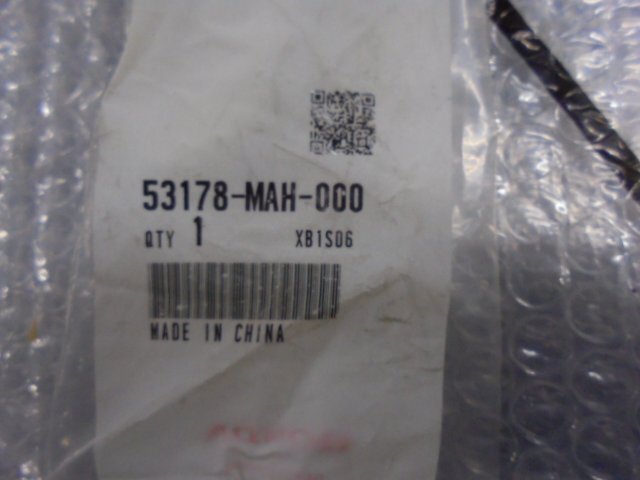 53178-MAH-000
QTY 1 XB1S06
MADE IN CHINA